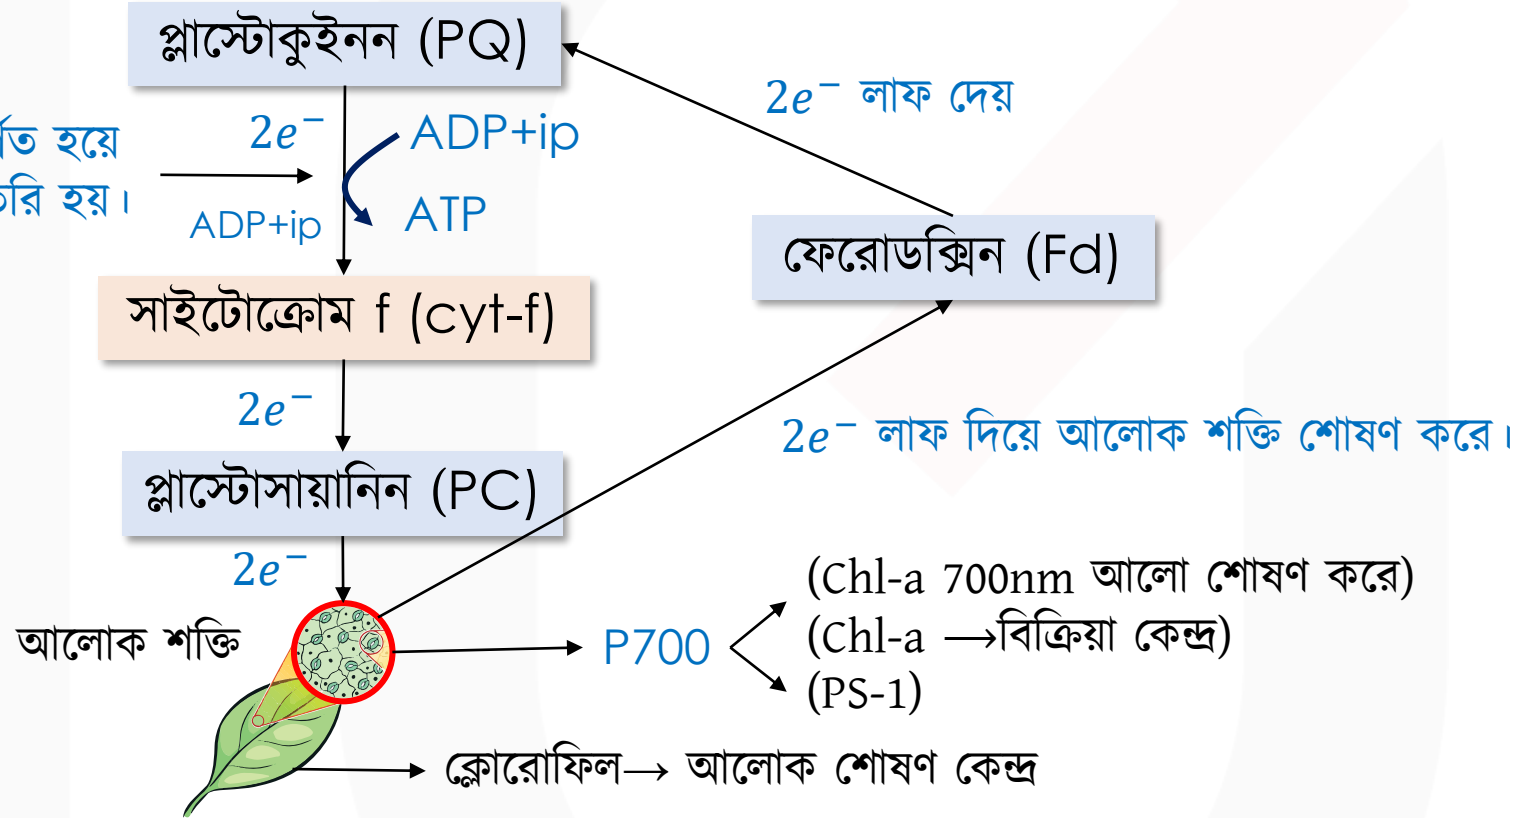 প্লাস্টোকুইনন (PQ)
2e⁻ লাফ দেয়
হয়ে
2e⁻
ADP+ip
হয়।
ADP+ip
ATP
ফেরোডক্সিন (Fd)
সাইটোক্রোম f (cyt-f)
2e⁻
2e⁻ লাফ দিয়ে আলোক শক্তি শোষণ করে।
প্লাস্টোসায়ানিন (PC)
2e⁻
আলোক শক্তি
P700
(Chl-a 700nm আলো শোষণ করে)
(Chl-a →বিক্রিয়া কেন্দ্র)
(PS-1)
ক্লোরোফিল→ আলোক শোষণ কেন্দ্র